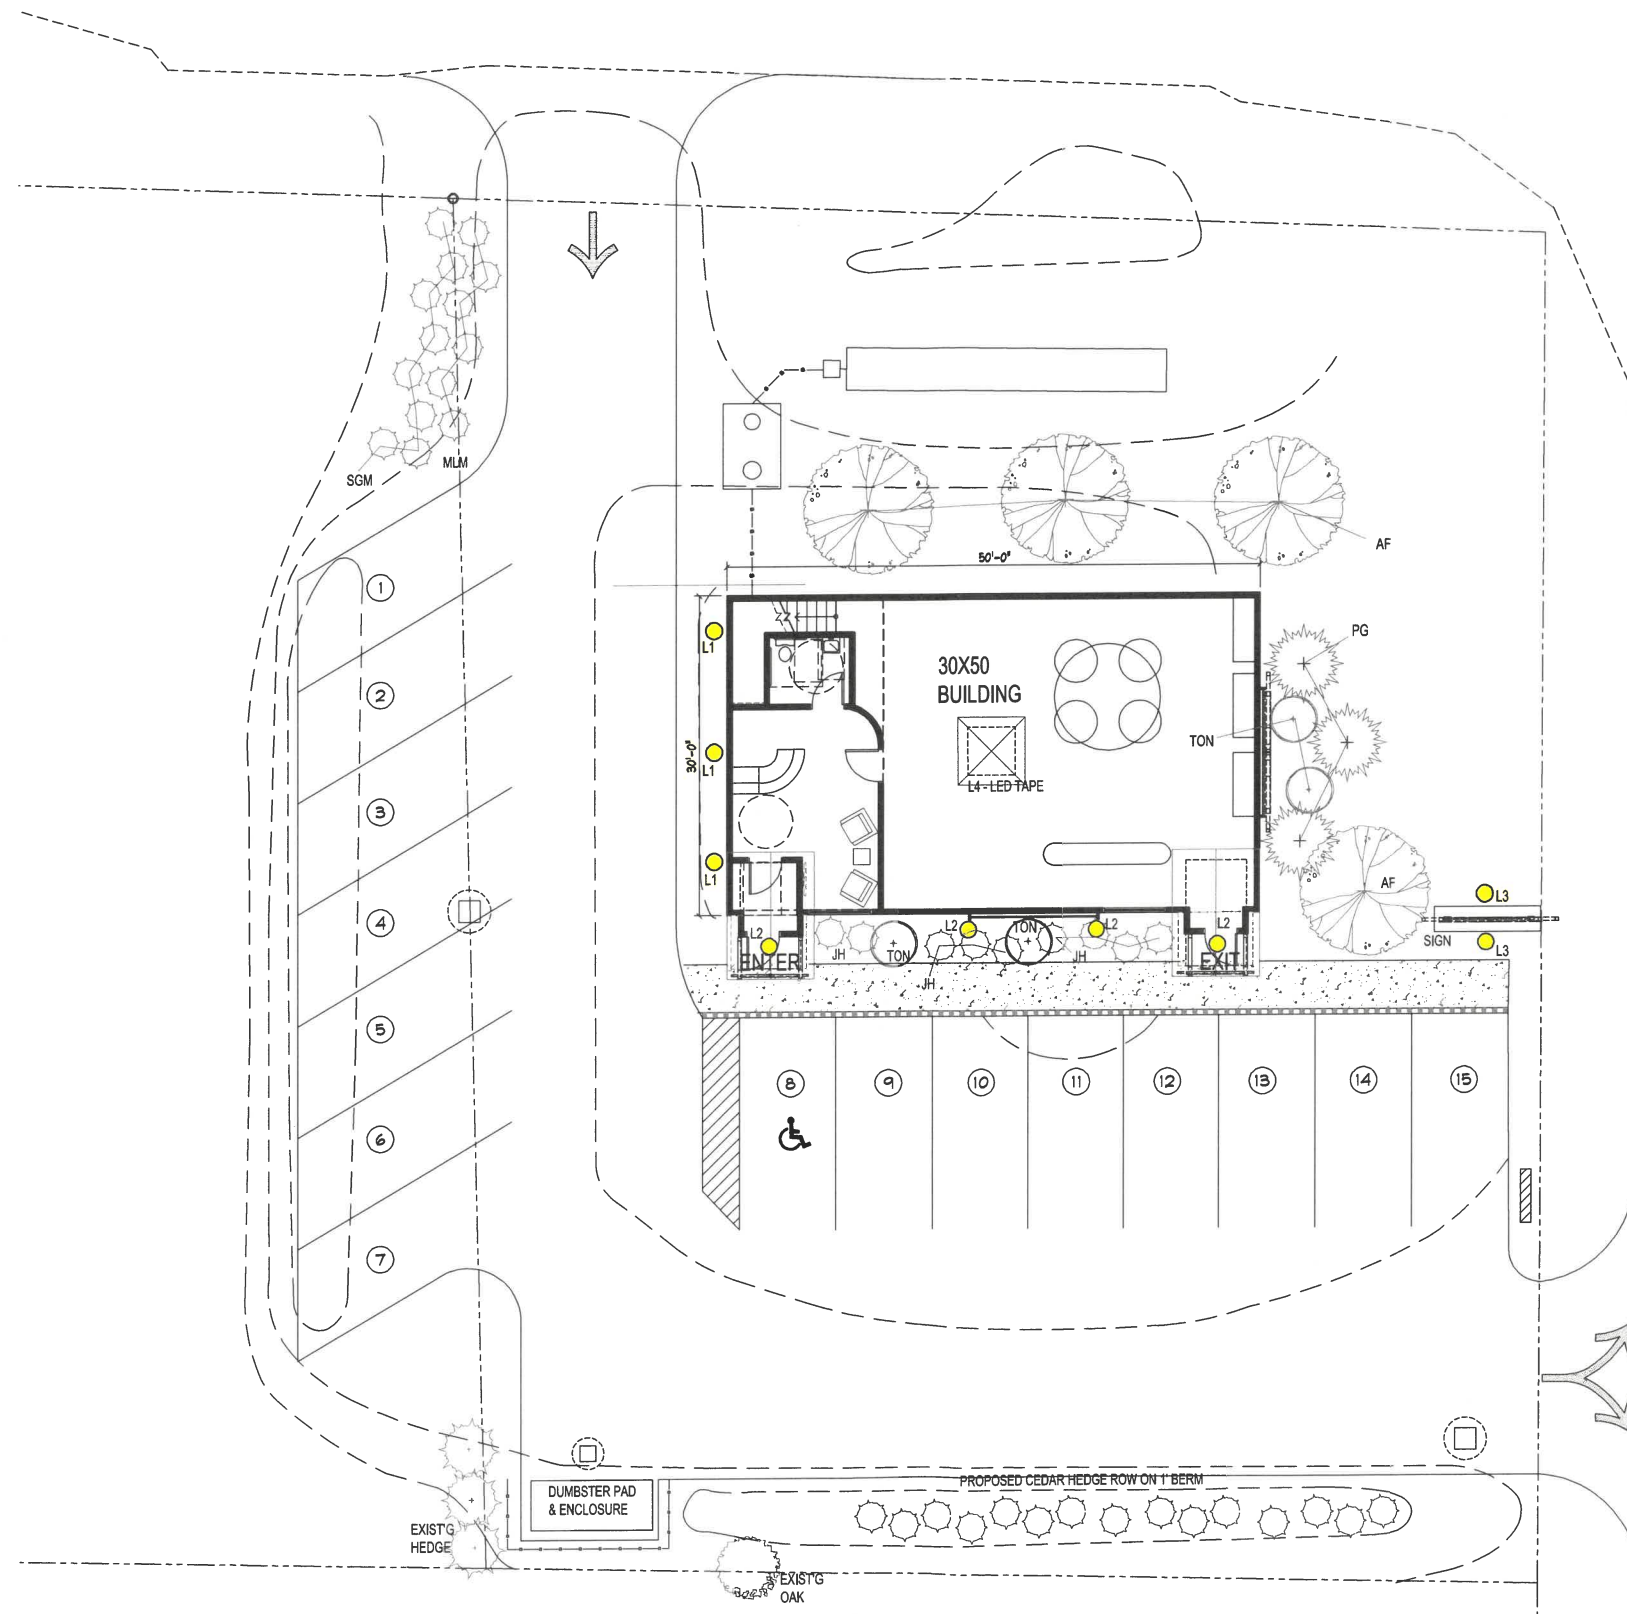 SGM
MLM
AF
50'-0"
1
PG
L1
30X50
BUILDING
2
TON
L1
30'-0"
L4 - LED TAPE
3
L1
AF
L3
4
L2
L2
TON
L2
L2
SIGN
L3
JH
TON
JH
ENTER
EXIT
JH
5
8
9
10
11
12
13
14
15
6
7
PROPOSED CEDAR HEDGE ROW ON 1' BERM
DUMBSTER PAD
& ENCLOSURE
EXIST'G
HEDGE
EXIST'G
OAK